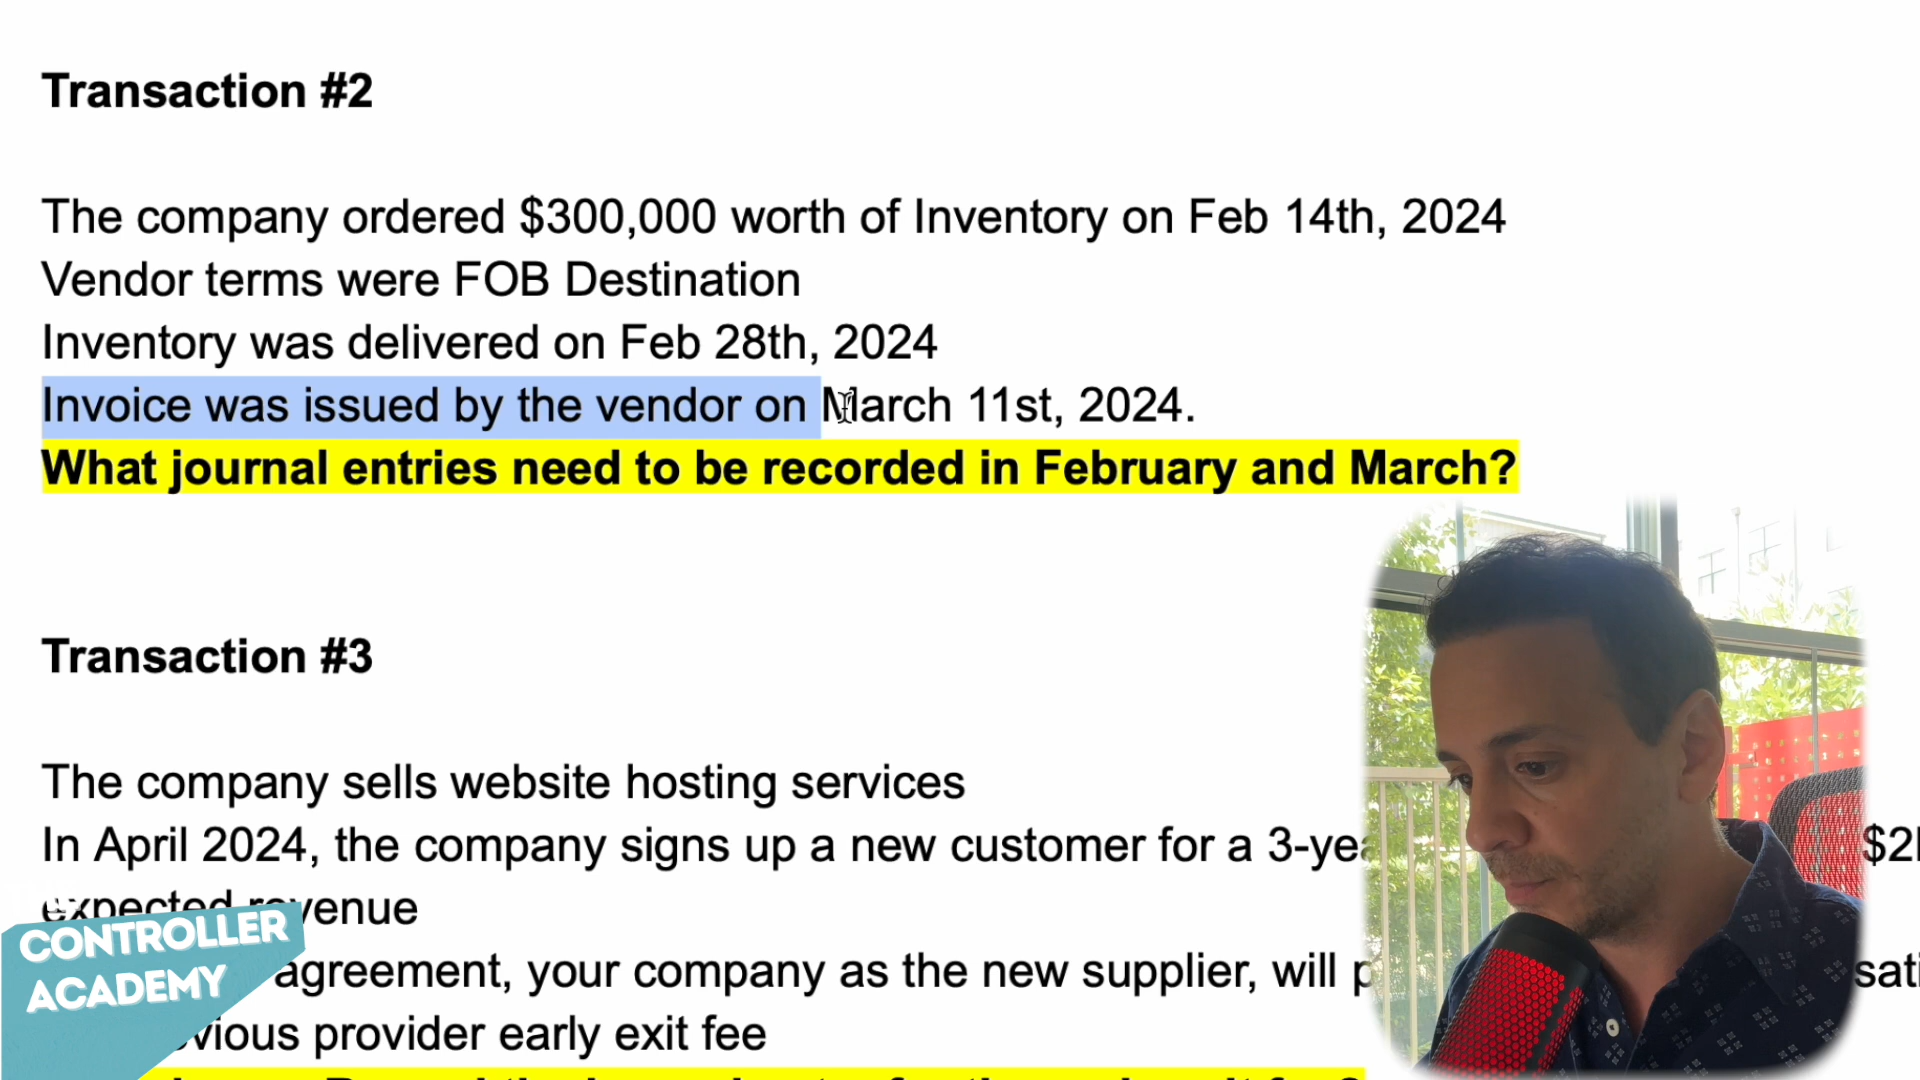 Transaction #2
The company ordered $300,000 worth of Inventory on Feb 14th, 2024
Vendor terms were FOB Destination
Inventory was delivered on Feb 28th, 2024
Invoice was issued by the vendor on March 11st, 2024.
What journal entries need to be recorded in February and March?
Transaction #3
The company sells website hosting services
In April 2024, the company signs up a new customer for a 3-yea $2
expected revenue
agreement, your company as the new supplier, will p
vious provider early exit fee
CONTROLLER
ACADEMY